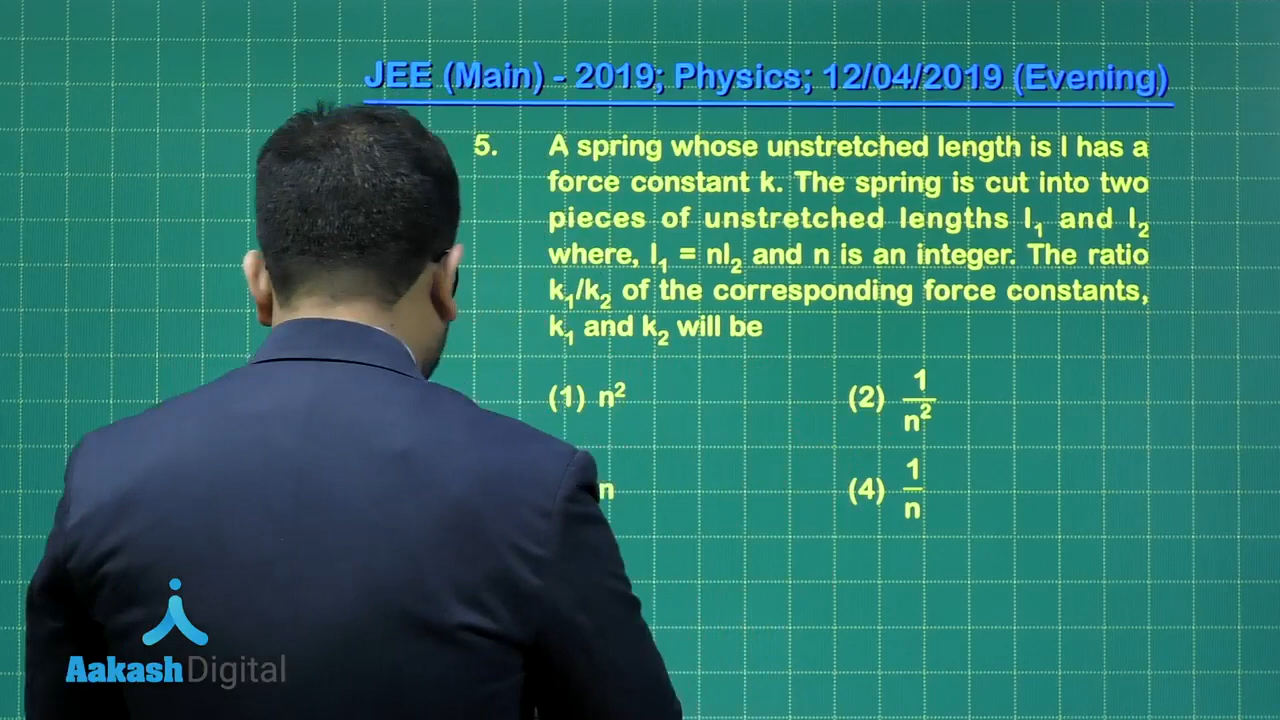 JEE (Main) - 2019; Physics; 12/04/2019 (Evening)
5. A spring whose unstretched length is l has a
force constant k. The spring is cut into two
pieces of unstretched lengths l₁ and l₂
where, l₁ = nl₂ and n is an integer. The ratio
k₁/k₂ of the corresponding force constants,
k₁ and k₂ will be
(1) n² (2) 1/n²
n (4) 1/n
Aakash Digital